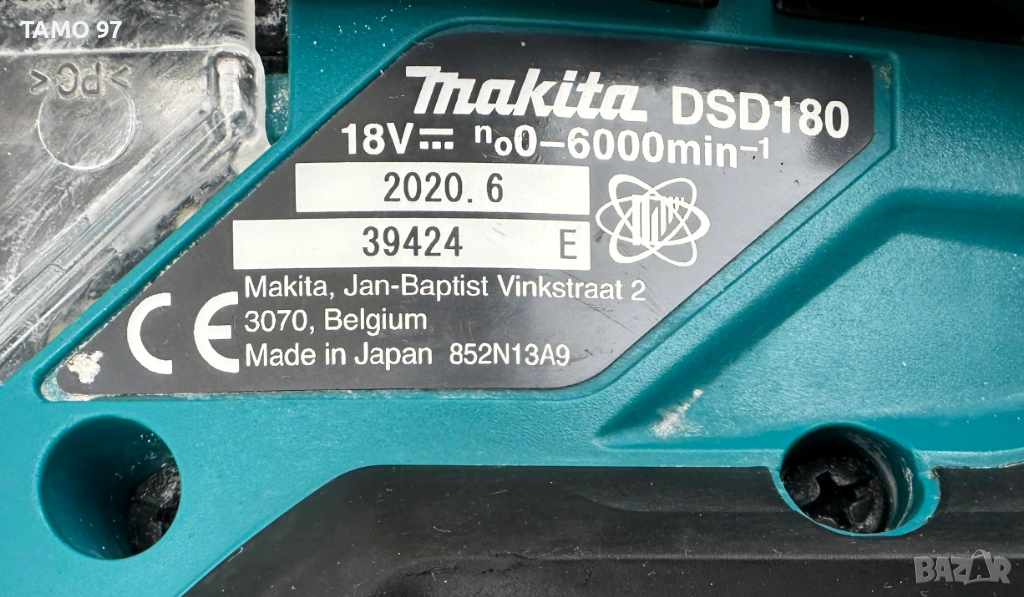 TAMO 97
>PC<
makita DSD180
18V⎓ n₀0-6000min⁻¹
2020. 6
39424 E
Makita, Jan-Baptist Vinkstraat 2
3070, Belgium
CE
Made in Japan 852N13A9
BAZAR